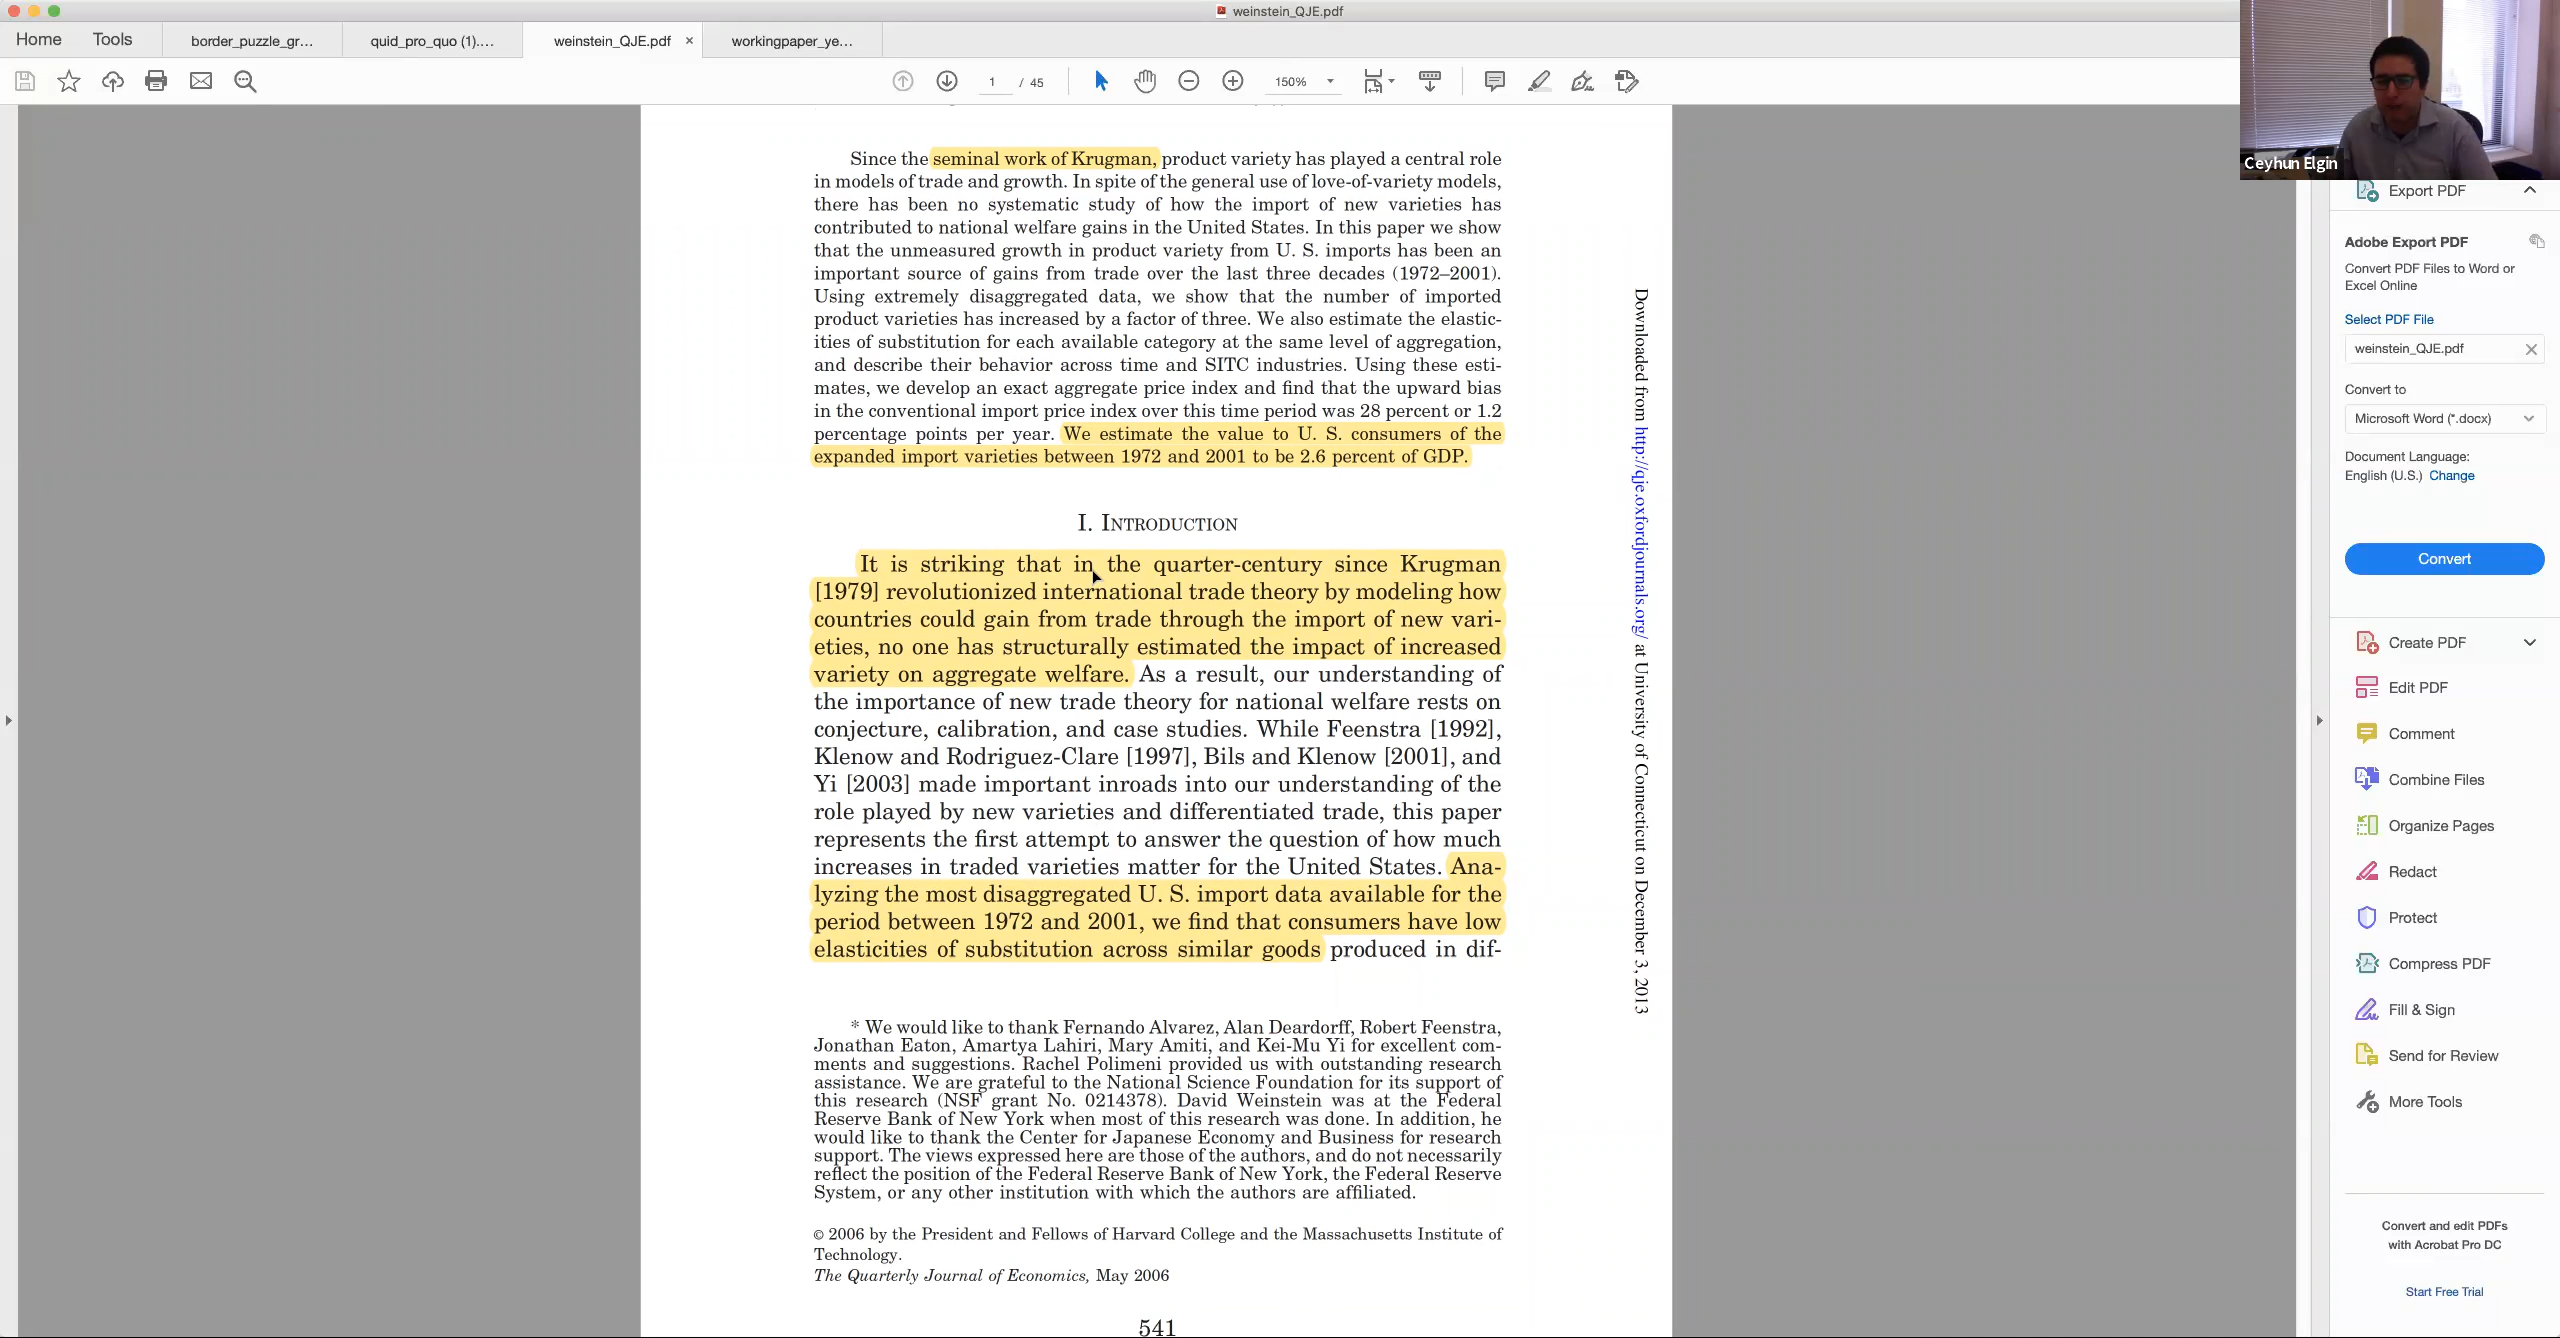 weinstein_QJE.pdf
Home
Tools
border_puzzle_gr...
quid_pro_quo (1)....
weinstein_QJE.pdf
×
workingpaper_ye...
1 / 45
150%
Ceyhun Elgin
Since the seminal work of Krugman, product variety has played a central role
in models of trade and growth. In spite of the general use of love-of-variety models,
there has been no systematic study of how the import of new varieties has
contributed to national welfare gains in the United States. In this paper we show
that the unmeasured growth in product variety from U. S. imports has been an
important source of gains from trade over the last three decades (1972–2001).
Using extremely disaggregated data, we show that the number of imported
product varieties has increased by a factor of three. We also estimate the elastic-
ities of substitution for each available category at the same level of aggregation,
and describe their behavior across time and SITC industries. Using these esti-
mates, we develop an exact aggregate price index and find that the upward bias
in the conventional import price index over this time period was 28 percent or 1.2
percentage points per year. We estimate the value to U. S. consumers of the
expanded import varieties between 1972 and 2001 to be 2.6 percent of GDP.
I. INTRODUCTION
It is striking that in the quarter-century since Krugman
[1979] revolutionized international trade theory by modeling how
countries could gain from trade through the import of new vari-
eties, no one has structurally estimated the impact of increased
variety on aggregate welfare. As a result, our understanding of
the importance of new trade theory for national welfare rests on
conjecture, calibration, and case studies. While Feenstra [1992],
Klenow and Rodriguez-Clare [1997], Bils and Klenow [2001], and
Yi [2003] made important inroads into our understanding of the
role played by new varieties and differentiated trade, this paper
represents the first attempt to answer the question of how much
increases in traded varieties matter for the United States. Ana-
lyzing the most disaggregated U. S. import data available for the
period between 1972 and 2001, we find that consumers have low
elasticities of substitution across similar goods produced in dif-
* We would like to thank Fernando Alvarez, Alan Deardorff, Robert Feenstra,
Jonathan Eaton, Amartya Lahiri, Mary Amiti, and Kei-Mu Yi for excellent com-
ments and suggestions. Rachel Polimeni provided us with outstanding research
assistance. We are grateful to the National Science Foundation for its support of
this research (NSF grant No. 0214378). David Weinstein was at the Federal
Reserve Bank of New York when most of this research was done. In addition, he
would like to thank the Center for Japanese Economy and Business for research
support. The views expressed here are those of the authors, and do not necessarily
reflect the position of the Federal Reserve Bank of New York, the Federal Reserve
System, or any other institution with which the authors are affiliated.
© 2006 by the President and Fellows of Harvard College and the Massachusetts Institute of
Technology.
The Quarterly Journal of Economics, May 2006
541
Downloaded from http://qje.oxfordjournals.org/ at University of Connecticut on December 3, 2013
Export PDF
Adobe Export PDF
Convert PDF Files to Word or
Excel Online
Select PDF File
weinstein_QJE.pdf
Convert to
Microsoft Word (*.docx)
Document Language:
English (U.S.) Change
Convert
Create PDF
Edit PDF
Comment
Combine Files
Organize Pages
Redact
Protect
Compress PDF
Fill & Sign
Send for Review
More Tools
Convert and edit PDFs
with Acrobat Pro DC
Start Free Trial